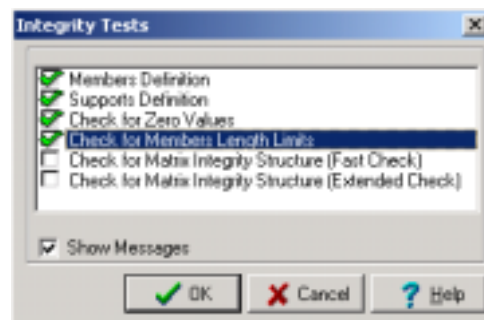 Integrity Tests
Members Definition
Supports Definition
Check for Zero Values
Check for Members Length Limits
Check for Matrix Integrity Structure (Fast Check)
Check for Matrix Integrity Structure (Extended Check)
Show Messages
OK Cancel Help